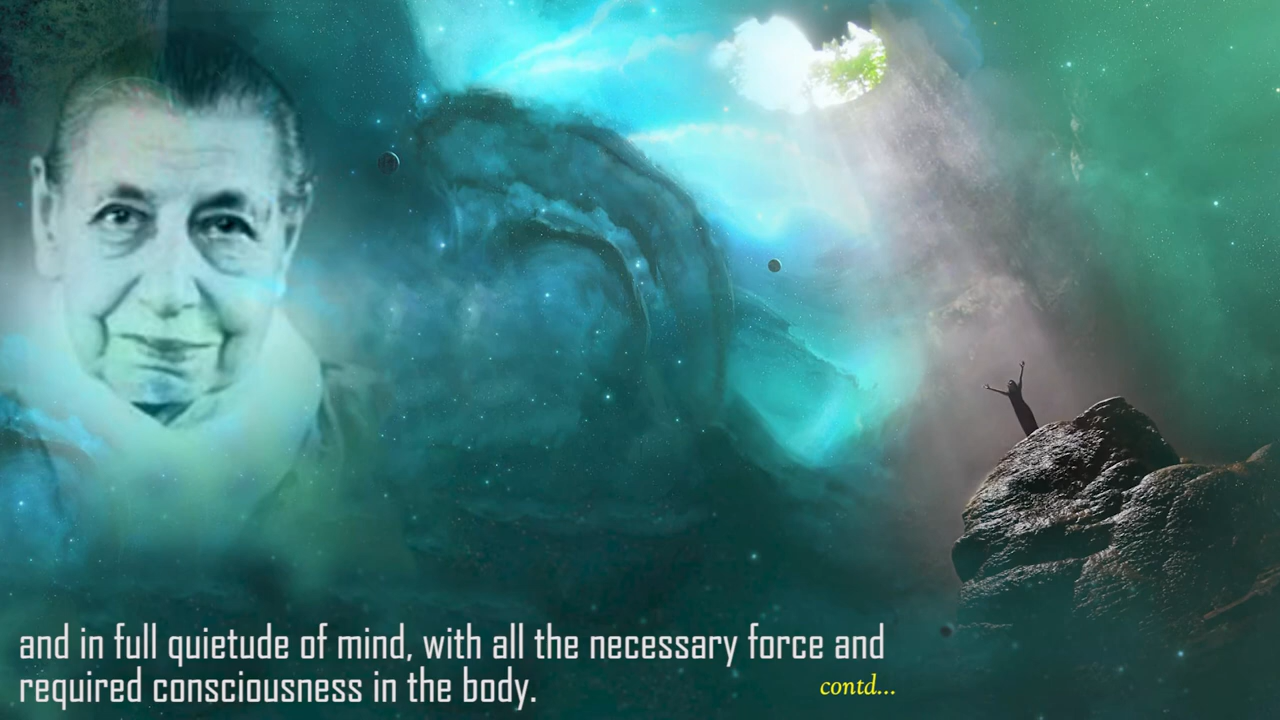 and in full quietude of mind, with all the necessary force and
required consciousness in the body.
contd...